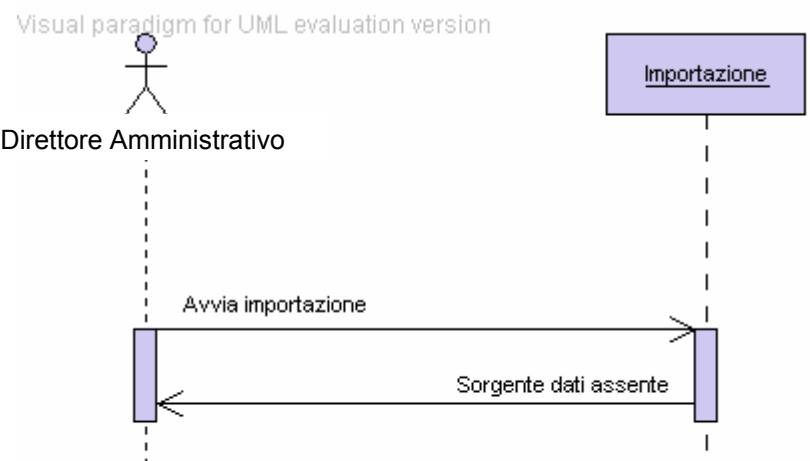 Visual paradigm for UML evaluation version
Importazione
Direttore Amministrativo
Avvia importazione
Sorgente dati assente